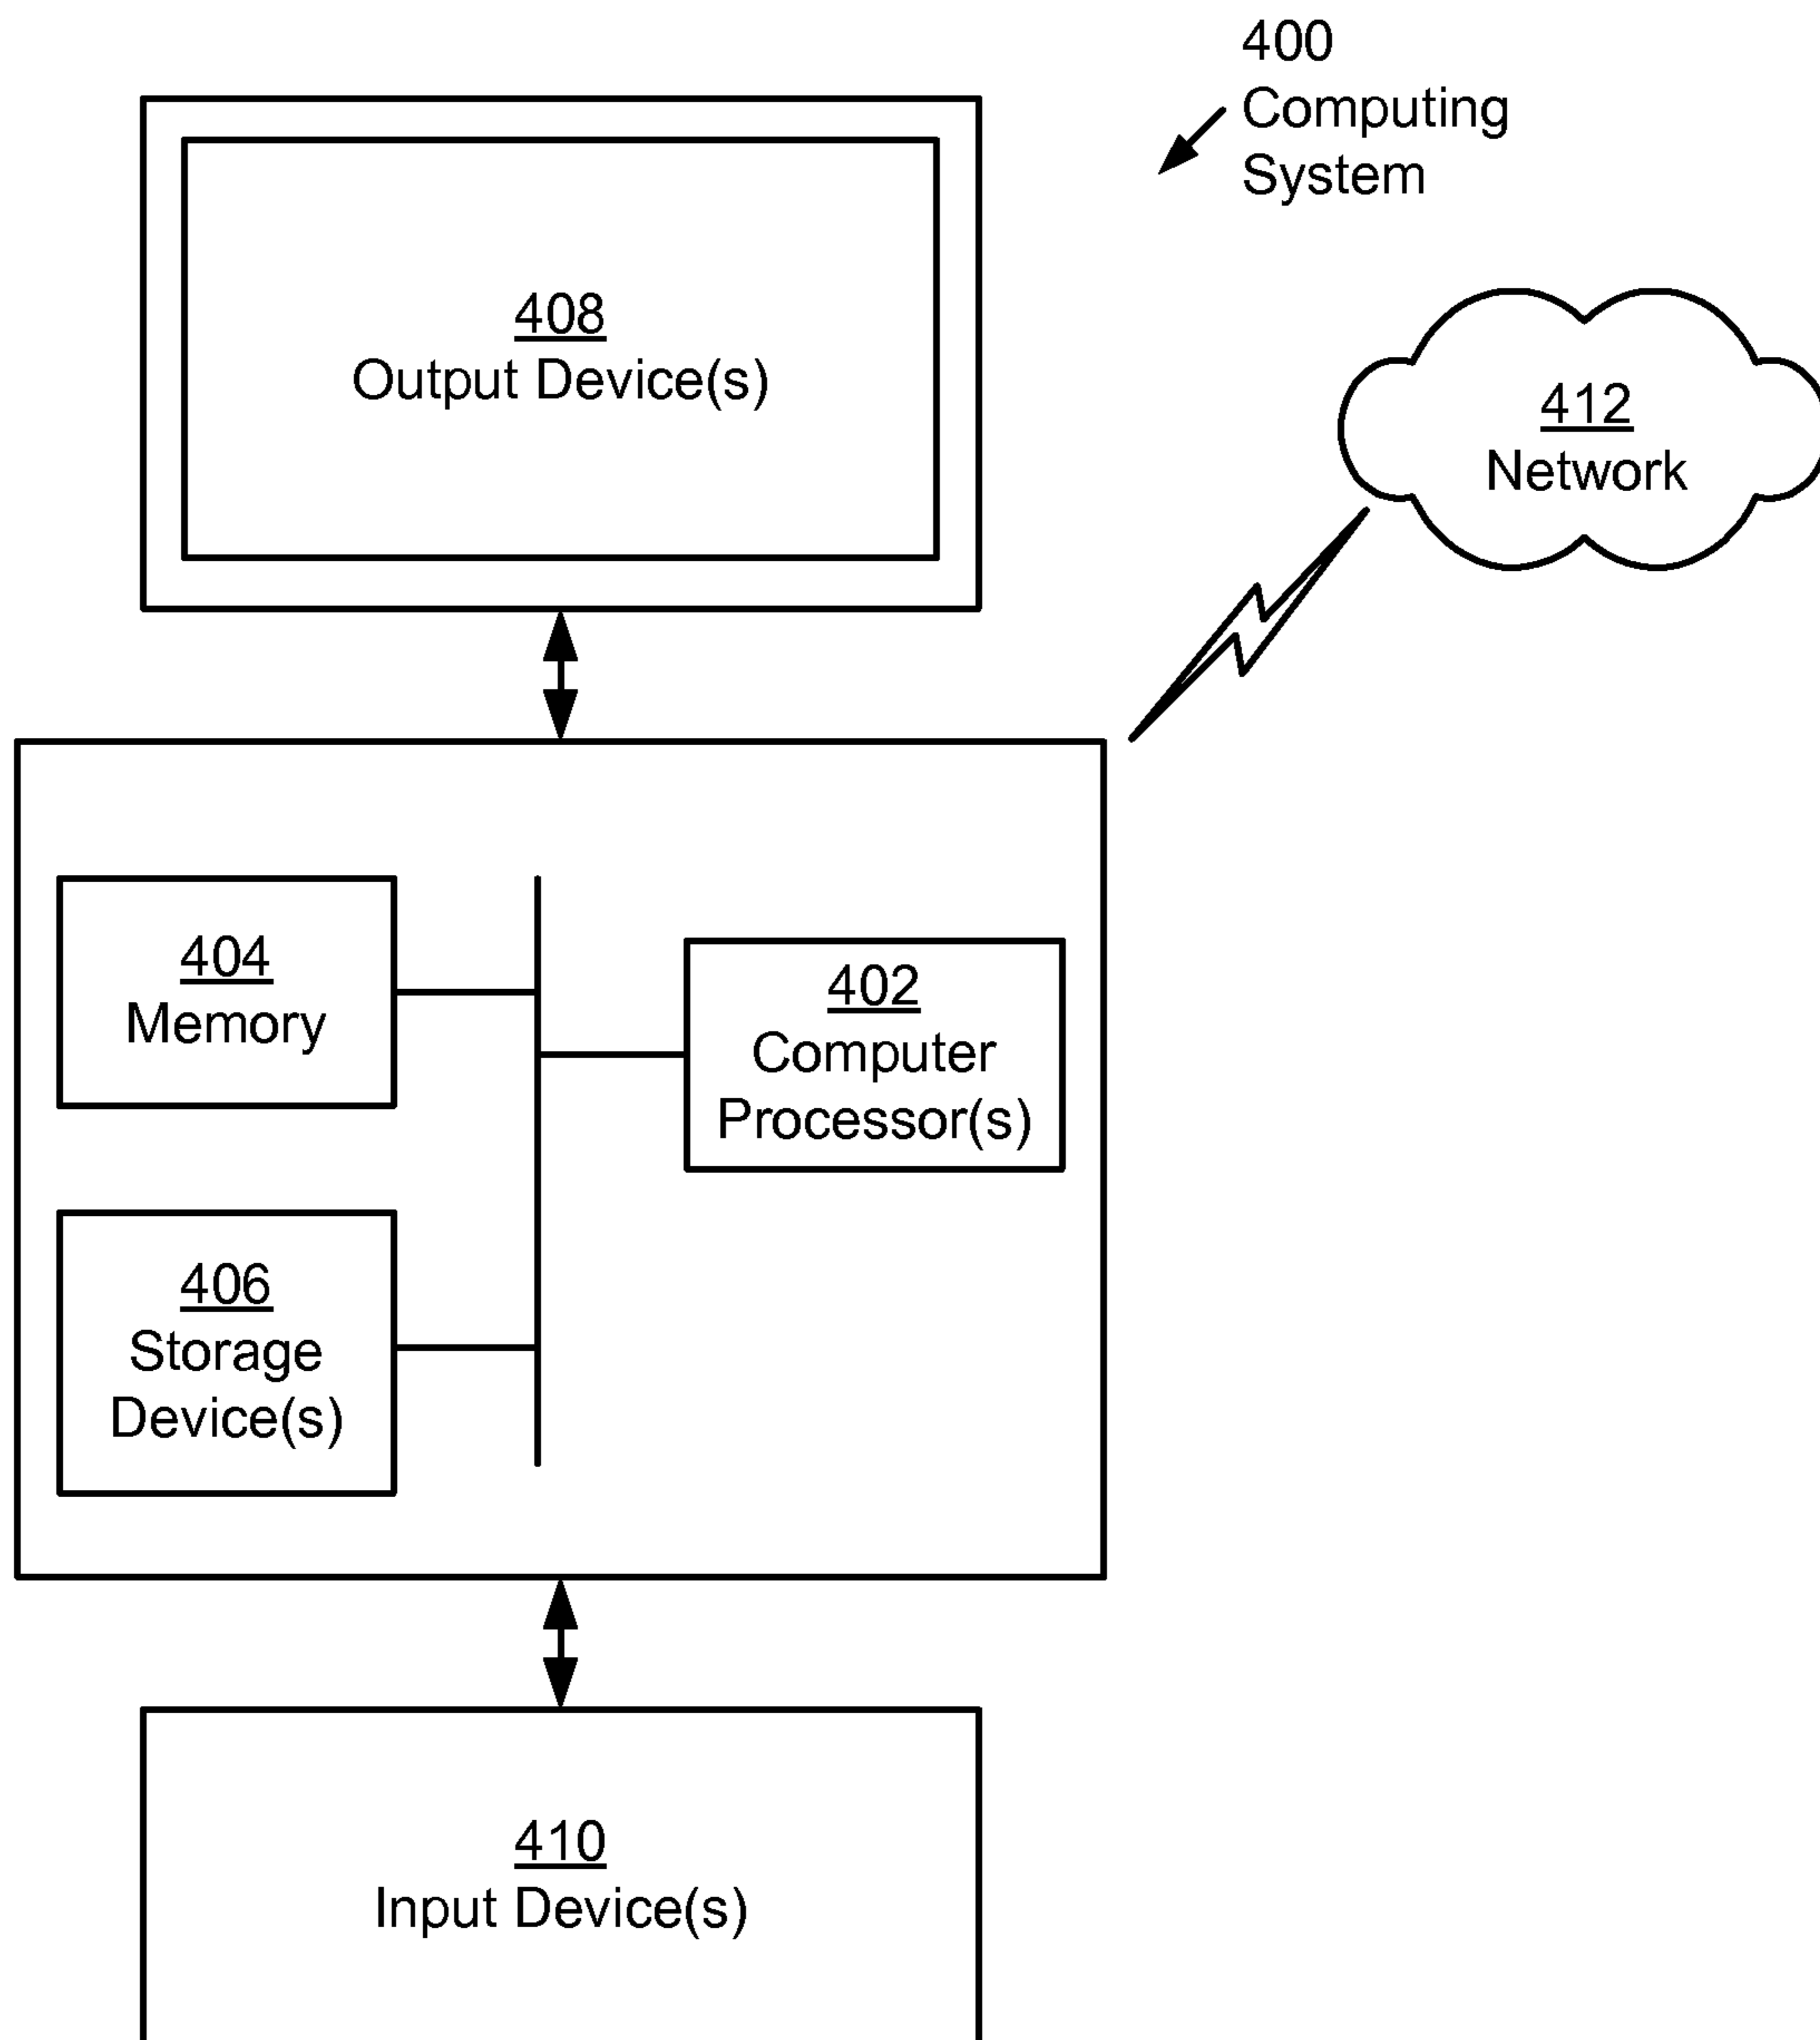 400
Computing
System
408
Output Device(s)
412
Network
404
Memory
402
Computer
Processor(s)
406
Storage
Device(s)
410
Input Device(s)